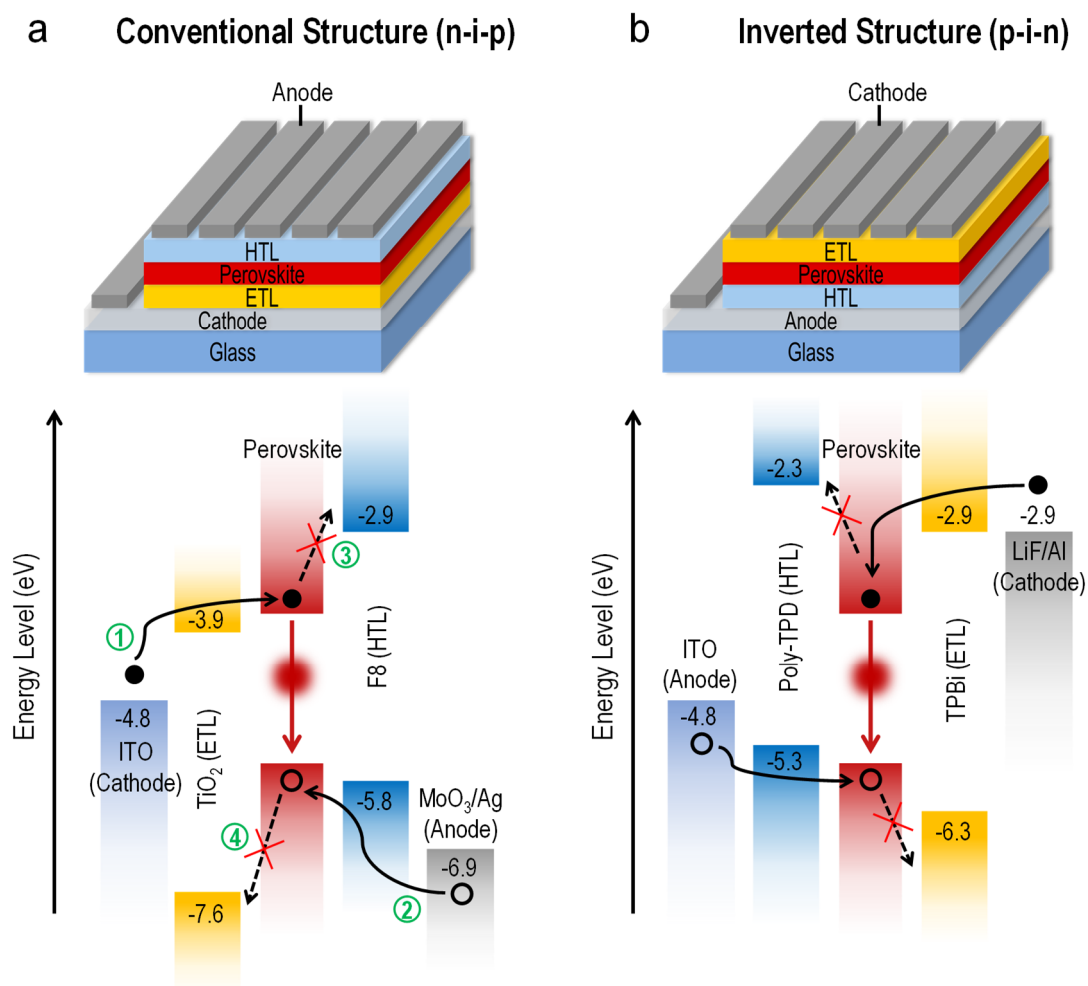 a Conventional Structure (n-i-p)
Anode
HTL
Perovskite
ETL
Cathode
Glass
Energy Level (eV)
Perovskite
-2.9
③
-3.9
①
F8 (HTL)
-4.8
ITO
(Cathode)
TiO₂ (ETL)
-5.8
MoO₃/Ag
(Anode)
④
-6.9
-7.6
②
b Inverted Structure (p-i-n)
Cathode
ETL
Perovskite
HTL
Anode
Glass
Energy Level (eV)
Perovskite
-2.3
-2.9
-2.9
LiF/Al
(Cathode)
Poly-TPD (HTL)
TPBi (ETL)
ITO
(Anode)
-4.8
-5.3
-6.3